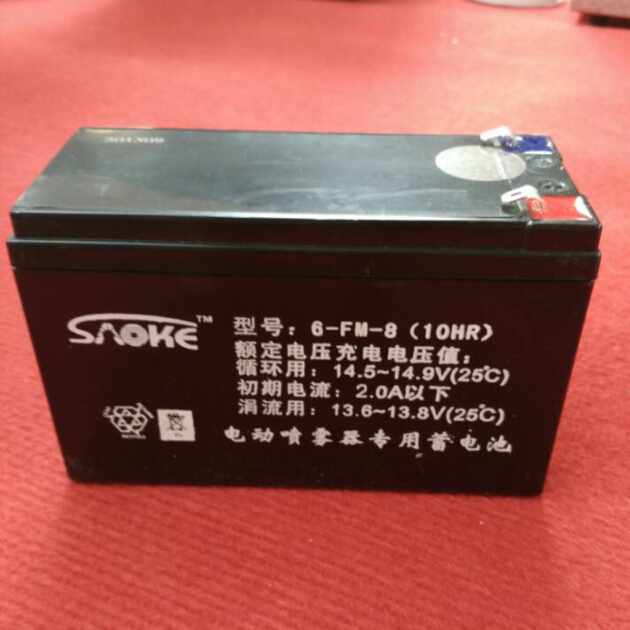 201509
SAOKE™
型号：6-FM-8（10HR）
额定电压充电电压值：
循环用：14.5~14.9V(25℃)
初期电流：2.0A以下
涓流用：13.6~13.8V(25℃)
电动喷雾器专用蓄电池